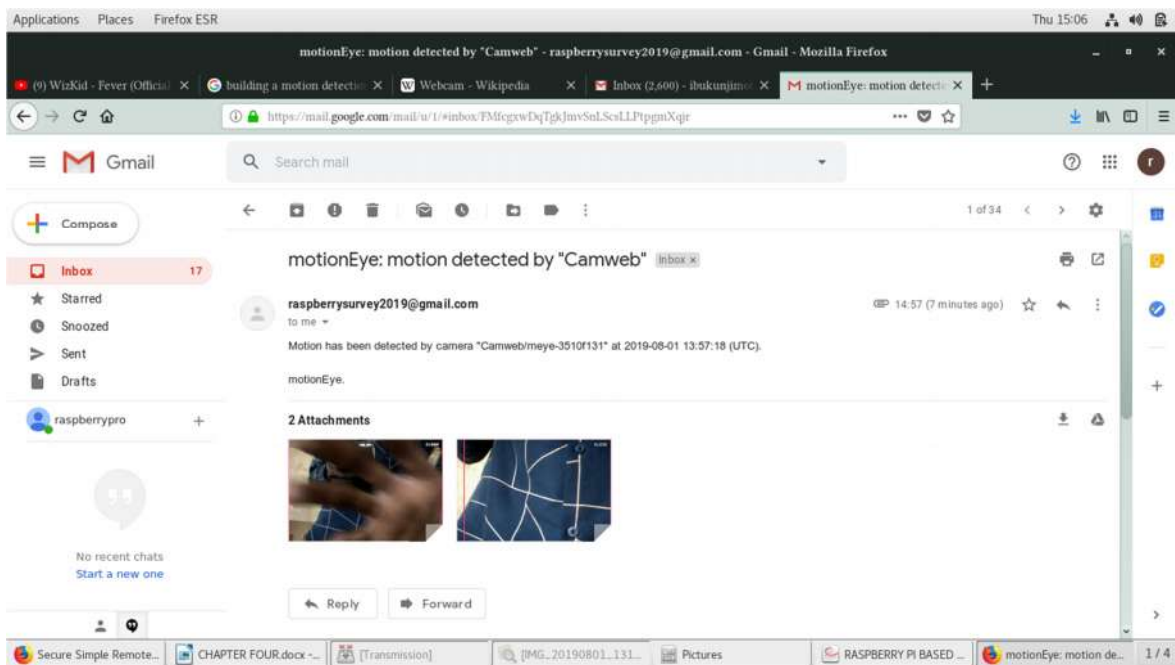 Applications Places Firefox ESR Thu 15:06
motionEye: motion detected by "Camweb" - raspberrysurvey2019@gmail.com - Gmail - Mozilla Firefox
(9) WizKid - Fever (Official building a motion detectio Webcam - Wikipedia Inbox (2,600) - ibukunjimo motionEye: motion detecte
https://mail.google.com/mail/u/1/#inbox/FMfcgxwDqTgkJmvSnLScsLLPtpgmXqjr
Gmail Search mail r
Compose 1 of 34
motionEye: motion detected by "Camweb" Inbox x
Inbox 17
Starred raspberrysurvey2019@gmail.com 14:57 (7 minutes ago)
to me
Snoozed
Motion has been detected by camera "Camweb/meye-3510f131" at 2019-08-01 13:57:18 (UTC).
Sent
Drafts motionEye.
raspberrypro 2 Attachments
No recent chats
Start a new one
Reply Forward
Secure Simple Remote... CHAPTER FOUR.docx -... [Transmission] [IMG_20190801_131... Pictures RASPBERRY PI BASED ... motionEye: motion de... 1 / 4